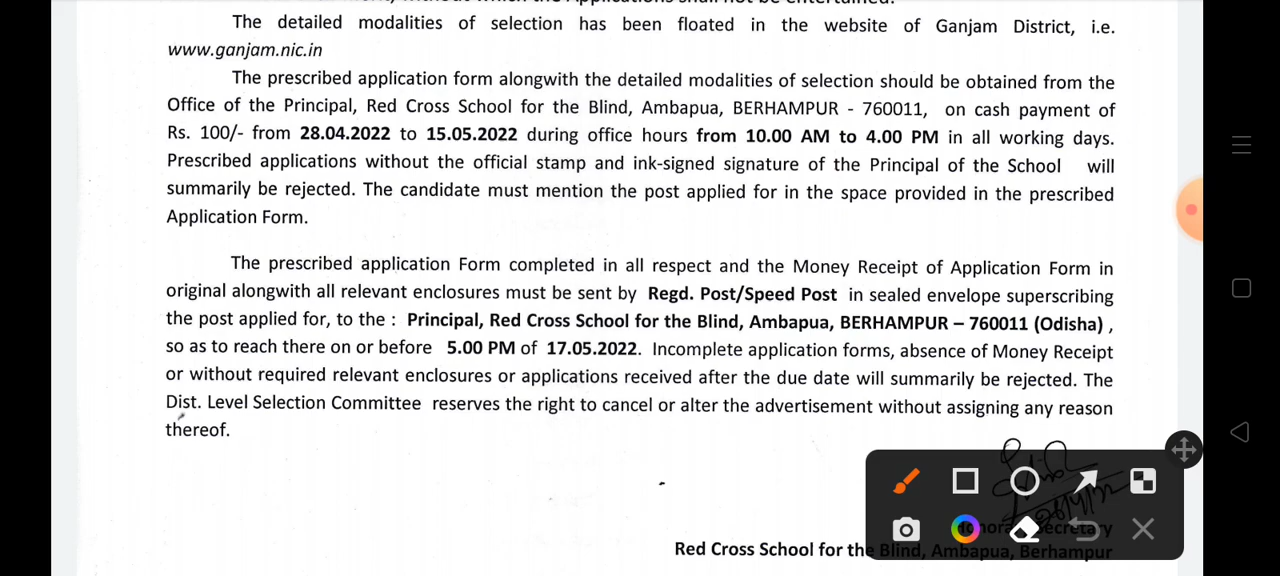 The detailed modalities of selection has been floated in the website of Ganjam District, i.e.
www.ganjam.nic.in
The prescribed application form alongwith the detailed modalities of selection should be obtained from the
Office of the Principal, Red Cross School for the Blind, Ambapua, BERHAMPUR - 760011, on cash payment of
Rs. 100/- from 28.04.2022 to 15.05.2022 during office hours from 10.00 AM to 4.00 PM in all working days.
Prescribed applications without the official stamp and ink-signed signature of the Principal of the School will
summarily be rejected. The candidate must mention the post applied for in the space provided in the prescribed
Application Form.
The prescribed application Form completed in all respect and the Money Receipt of Application Form in
original alongwith all relevant enclosures must be sent by Regd. Post/Speed Post in sealed envelope superscribing
the post applied for, to the : Principal, Red Cross School for the Blind, Ambapua, BERHAMPUR – 760011 (Odisha) ,
so as to reach there on or before 5.00 PM of 17.05.2022. Incomplete application forms, absence of Money Receipt
or without required relevant enclosures or applications received after the due date will summarily be rejected. The
Dist. Level Selection Committee reserves the right to cancel or alter the advertisement without assigning any reason
thereof.
Red Cross School for the Blind, Ambapua, Berhampur